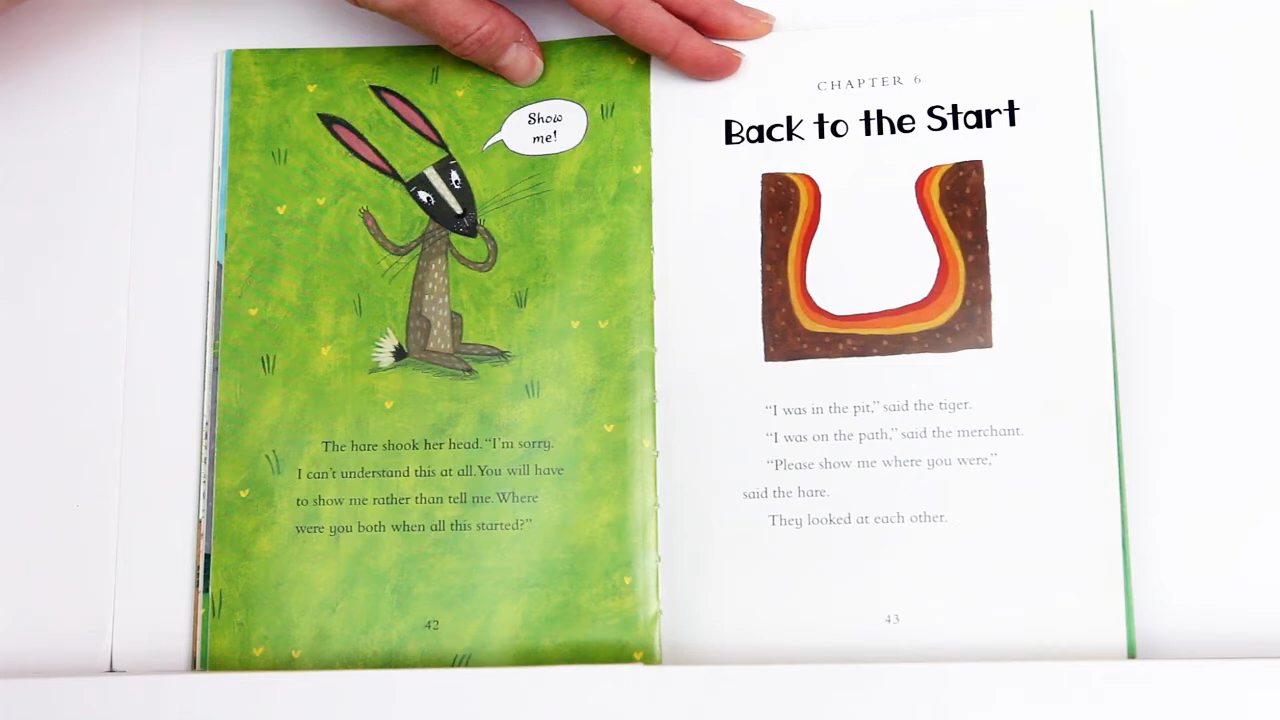 Show
me!
The hare shook her head. “I’m sorry.
I can’t understand this at all. You will have
to show me rather than tell me. Where
were you both when all this started?”
42
CHAPTER 6
Back to the Start
“I was in the pit,” said the tiger.
“I was on the path,” said the merchant.
“Please show me where you were,”
said the hare.
They looked at each other.
43